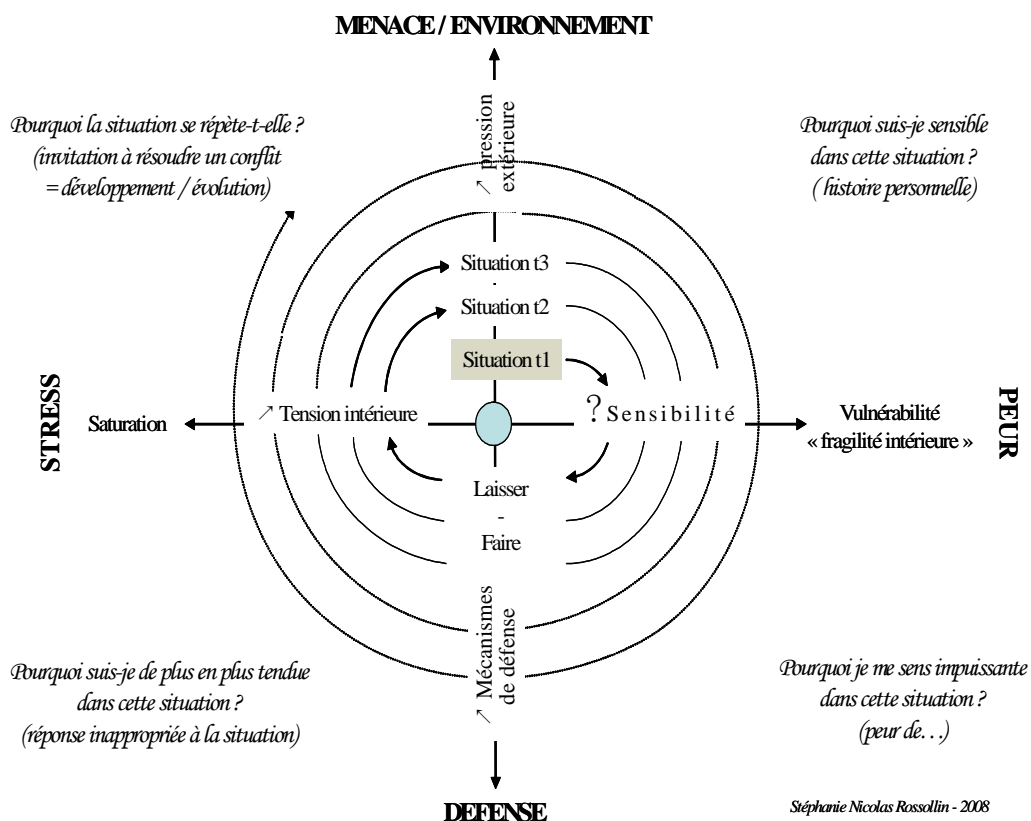 MENACE / ENVIRONNEMENT
Pourquoi la situation se répète-t-elle ?
(invitation à résoudre un conflit
= développement / évolution)
↗ pression
extérieure
Pourquoi suis-je sensible
dans cette situation ?
( histoire personnelle)
Situation t3
Situation t2
Situation t1
STRESS
Saturation
↗ Tension intérieure
? Sensibilité
Vulnérabilité
« fragilité intérieure »
PEUR
Laisser
-
Faire
↗ Mécanismes
de défense
Pourquoi suis-je de plus en plus tendue
dans cette situation ?
(réponse inappropriée à la situation)
Pourquoi je me sens impuissante
dans cette situation ?
(peur de…)
DEFENSE
Stéphanie Nicolas Rossollin - 2008